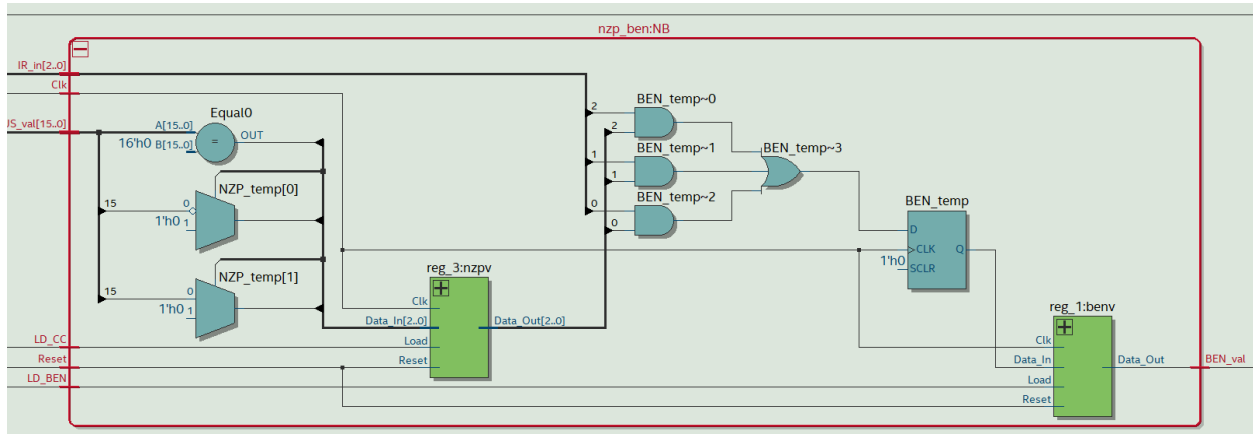 nzp_ben:NB
IR_in[2..0]
Clk
JS_val[15..0]
Equal0
A[15..0]
16'h0 B[15..0]
=
OUT
NZP_temp[0]
15
0
1'h0 1
NZP_temp[1]
15
0
1'h0 1
LD_CC
Reset
LD_BEN
reg_3:nzpv
+
Clk
Data_In[2..0]
Data_Out[2..0]
Load
Reset
BEN_temp~0
2
2
BEN_temp~1
1
1
BEN_temp~2
0
0
BEN_temp~3
BEN_temp
D
CLK
Q
1'h0 SCLR
reg_1:benv
+
Clk
Data_In
Data_Out
Load
Reset
BEN_val